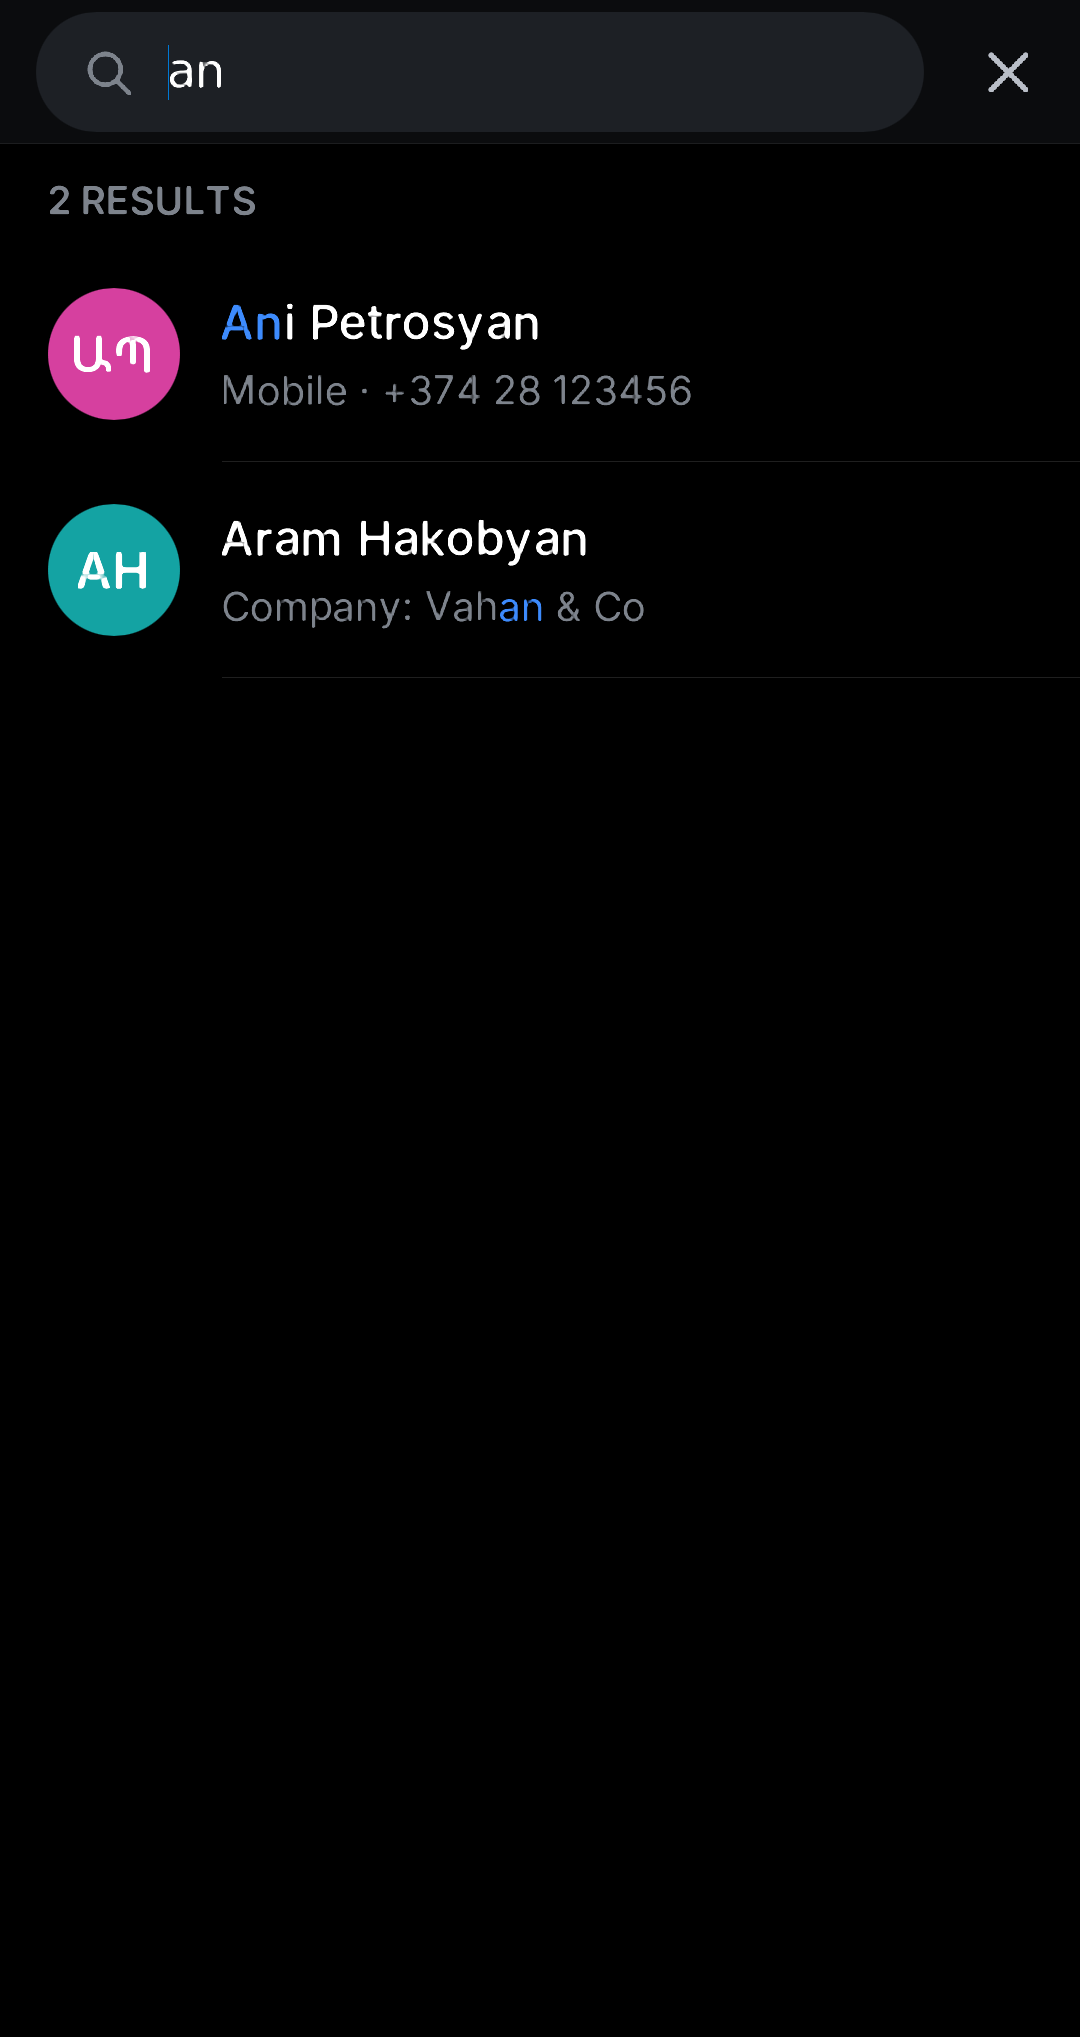 an
2 RESULTS
ԱՊ
Ani Petrosyan
Mobile · +374 28 123456
AH
Aram Hakobyan
Company: Vahan & Co